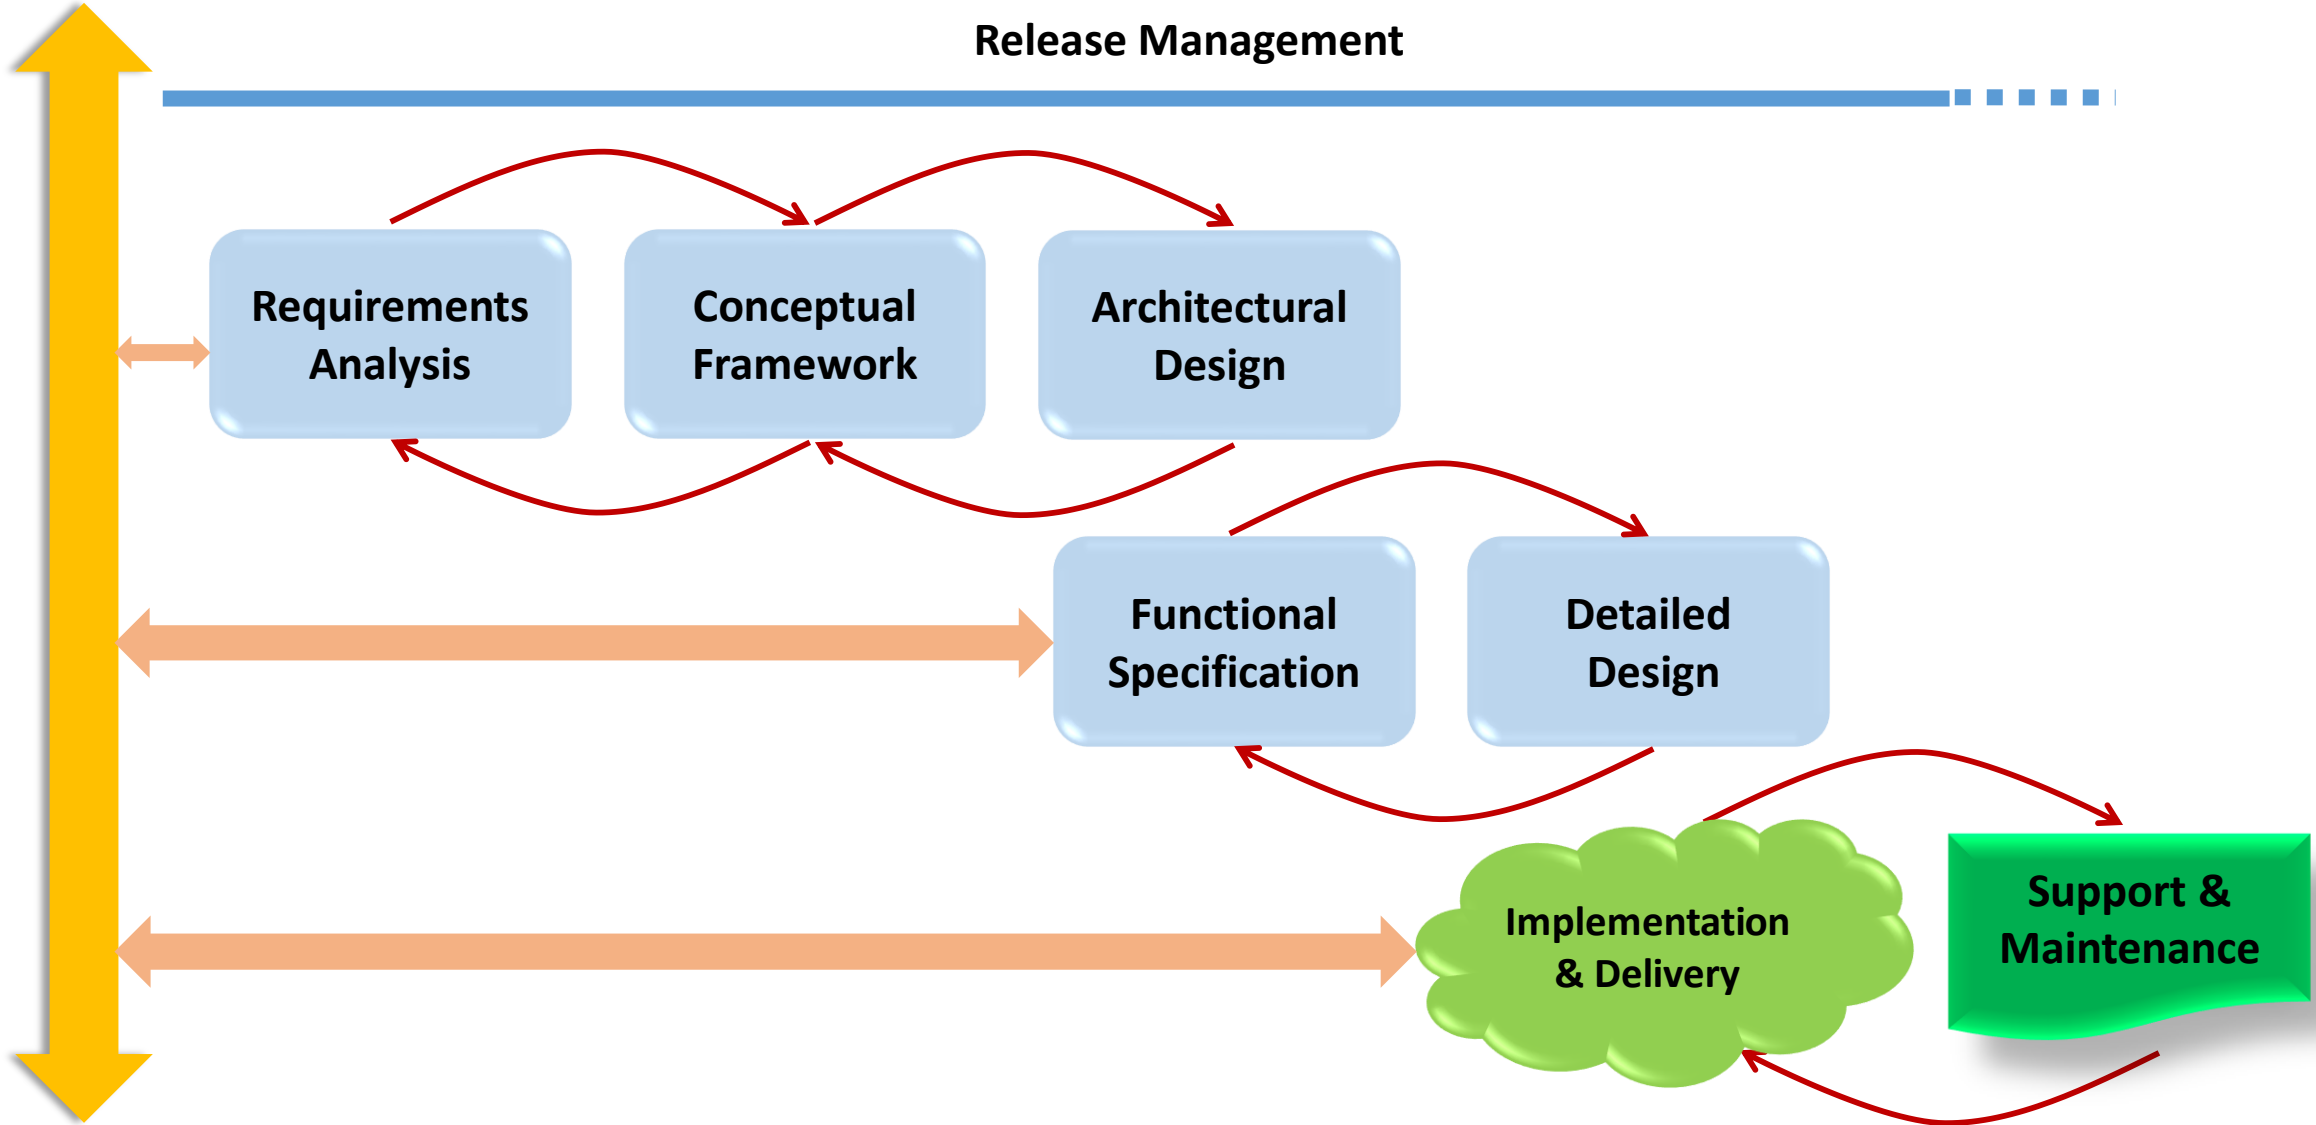 Release Management
Requirements
Analysis
Conceptual
Framework
Architectural
Design
Functional
Specification
Detailed
Design
Implementation
& Delivery
Support &
Maintenance